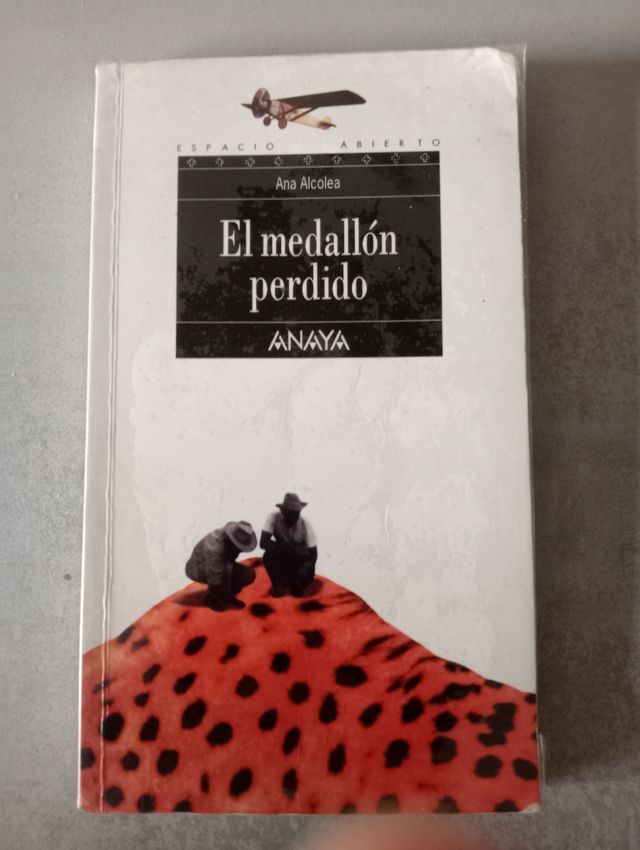 ESPACIO ABIERTO
Ana Alcolea
El medallón
perdido
ANAYA